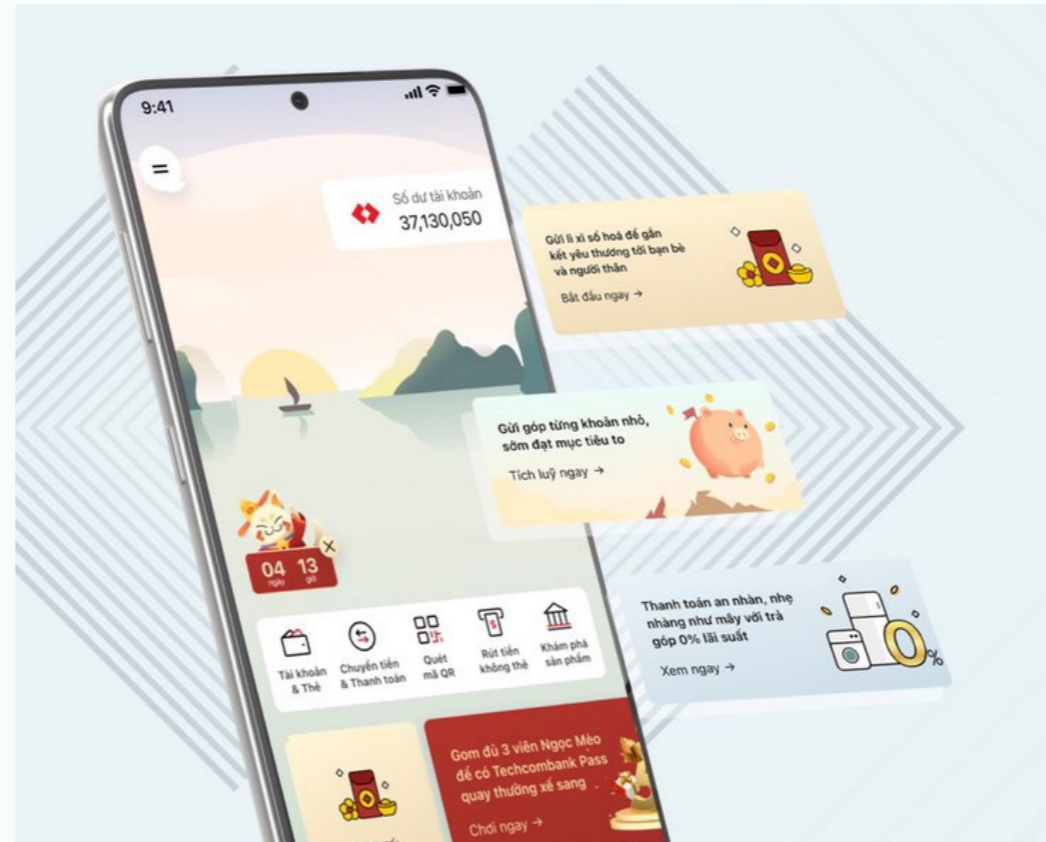 9:41
Số dư tài khoản
37,130,050
Gửi lì xì số hoá để gắn
kết yêu thương tới bạn bè
và người thân
Bắt đầu ngay →
Gửi góp từng khoản nhỏ,
sớm đạt mục tiêu to
Tích luỹ ngay →
04 13
ngày giờ
Thanh toán an nhàn, nhẹ
nhàng như mây với trả
góp 0% lãi suất
Xem ngay →
0%
Tài khoản
& Thẻ
Chuyển tiền
& Thanh toán
Quét
mã QR
Rút tiền
không thẻ
Khám phá
sản phẩm
Gom đủ 3 viên Ngọc Mèo
để có Techcombank Pass
quay thưởng xế sang
Chơi ngay →